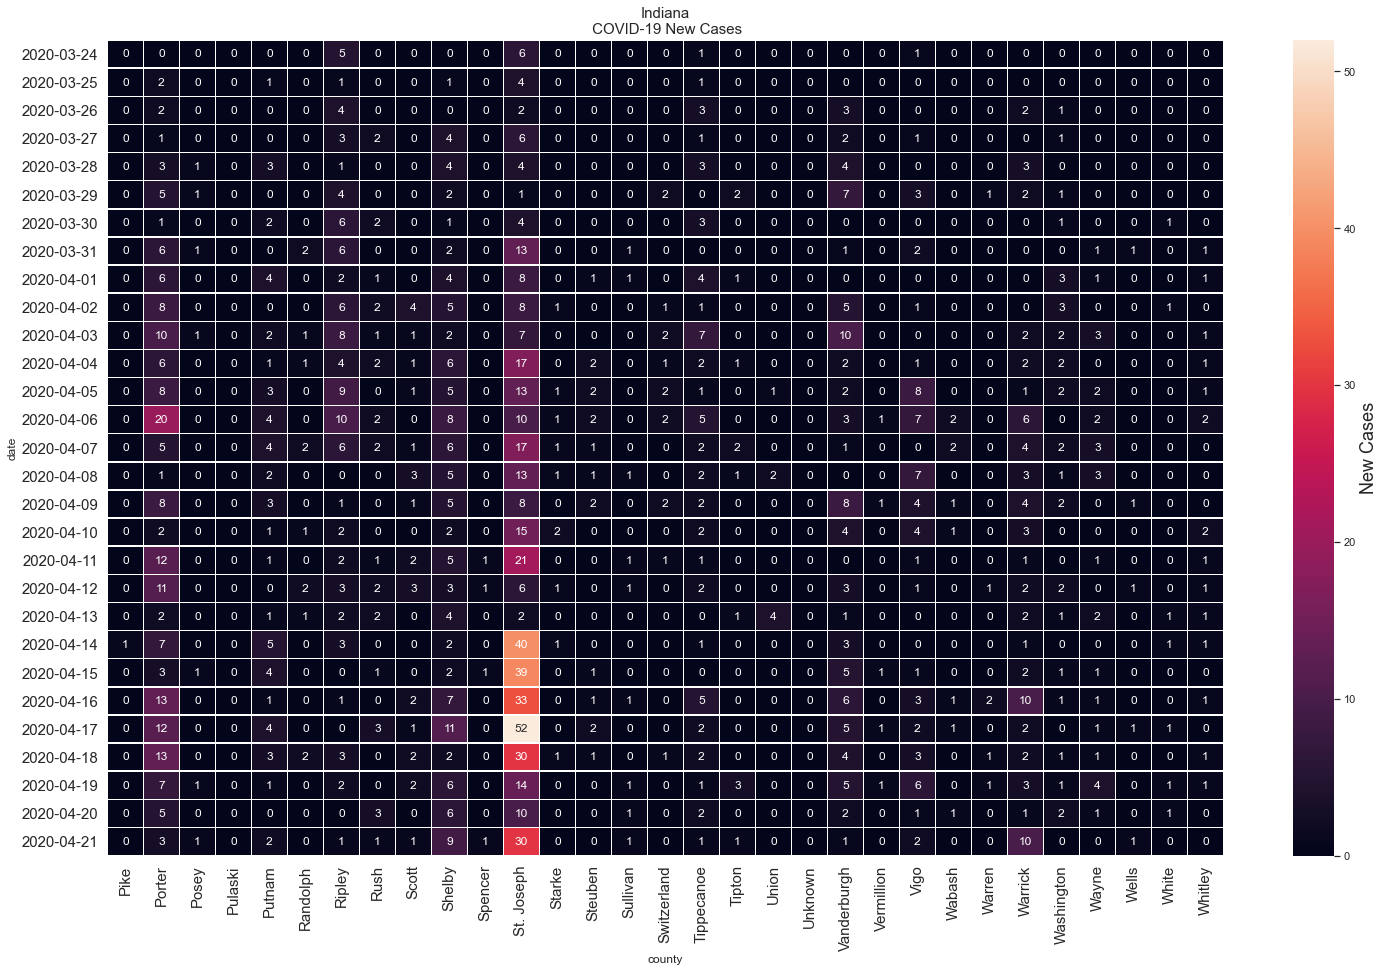 Indiana
COVID-19 New Cases
2020-03-24 0 0 0 0 0 0 5 0 0 0 0 6 0 0 0 0 1 0 0 0 0 0 1 0 0 0 0 0 0 0 0
2020-03-25 0 2 0 0 1 0 1 0 0 1 0 4 0 0 0 0 1 0 0 0 0 0 0 0 0 0 0 0 0 0 0
2020-03-26 0 2 0 0 0 0 4 0 0 0 0 2 0 0 0 0 3 0 0 0 3 0 0 0 0 2 1 0 0 0 0
2020-03-27 0 1 0 0 0 0 3 2 0 4 0 6 0 0 0 0 1 0 0 0 2 0 1 0 0 0 1 0 0 0 0
2020-03-28 0 3 1 0 3 0 1 0 0 4 0 4 0 0 0 0 3 0 0 0 4 0 0 0 0 3 0 0 0 0 0
2020-03-29 0 5 1 0 0 0 4 0 0 2 0 1 0 0 0 2 0 2 0 0 7 0 3 0 1 2 1 0 0 0 0
2020-03-30 0 1 0 0 2 0 6 2 0 1 0 4 0 0 0 0 3 0 0 0 0 0 0 0 0 0 1 0 0 1 0
2020-03-31 0 6 1 0 0 2 6 0 0 2 0 13 0 0 1 0 0 0 0 0 1 0 2 0 0 0 0 1 1 0 1
2020-04-01 0 6 0 0 4 0 2 1 0 4 0 8 0 1 1 0 4 1 0 0 0 0 0 0 0 0 3 1 0 0 1
2020-04-02 0 8 0 0 0 0 6 2 4 5 0 8 1 0 0 1 1 0 0 0 5 0 1 0 0 0 3 0 0 1 0
2020-04-03 0 10 1 0 2 1 8 1 1 2 0 7 0 0 0 2 7 0 0 0 10 0 0 0 0 2 2 3 0 0 1
2020-04-04 0 6 0 0 1 1 4 2 1 6 0 17 0 2 0 1 2 1 0 0 2 0 1 0 0 2 2 0 0 0 1
2020-04-05 0 8 0 0 3 0 9 0 1 5 0 13 1 2 0 2 1 0 1 0 2 0 8 0 0 1 2 2 0 0 1
2020-04-06 0 20 0 0 4 0 10 2 0 8 0 10 1 2 0 2 5 0 0 0 3 1 7 2 0 6 0 2 0 0 2
2020-04-07 0 5 0 0 4 2 6 2 1 6 0 17 1 1 0 0 2 2 0 0 1 0 0 2 0 4 2 3 0 0 0
2020-04-08 0 1 0 0 2 0 0 0 3 5 0 13 1 1 1 0 2 1 2 0 0 0 7 0 0 3 1 3 0 0 0
2020-04-09 0 8 0 0 3 0 1 0 1 5 0 8 0 2 0 2 2 0 0 0 8 1 4 1 0 4 2 0 1 0 0
2020-04-10 0 2 0 0 1 1 2 0 0 2 0 15 2 0 0 0 2 0 0 0 4 0 4 1 0 3 0 0 0 0 2
2020-04-11 0 12 0 0 1 0 2 1 2 5 1 21 0 0 1 1 1 0 0 0 0 0 1 0 0 1 0 1 0 0 1
2020-04-12 0 11 0 0 0 2 3 2 3 3 1 6 1 0 1 0 2 0 0 0 3 0 1 0 1 2 2 0 1 0 1
2020-04-13 0 2 0 0 1 1 2 2 0 4 0 2 0 0 0 0 0 1 4 0 1 0 0 0 0 2 1 2 0 1 1
2020-04-14 1 7 0 0 5 0 3 0 0 2 0 40 1 0 0 0 1 0 0 0 3 0 0 0 0 0 0 0 0 1 1
2020-04-15 0 3 1 0 4 0 0 1 0 2 1 39 0 1 0 0 0 0 0 0 5 1 1 0 0 2 1 1 0 0 0
2020-04-16 0 13 0 0 1 0 1 0 2 7 0 33 0 1 1 0 5 0 0 0 6 0 3 1 2 10 1 1 0 0 1
2020-04-17 0 12 0 0 4 0 0 3 1 11 0 52 0 2 0 0 2 0 0 0 5 1 2 0 0 2 0 1 1 1 0
2020-04-18 0 13 0 0 3 2 3 0 2 2 0 30 1 1 0 1 2 0 0 0 4 0 3 0 1 2 1 1 0 0 1
2020-04-19 0 7 1 0 1 0 2 0 2 6 0 14 0 0 1 0 1 3 0 0 5 1 6 0 1 3 1 4 0 1 1
2020-04-20 0 5 0 0 0 0 0 3 0 6 0 10 0 0 1 0 2 0 0 0 2 0 1 1 0 1 2 1 0 1 0
2020-04-21 0 3 1 0 2 0 1 1 1 9 1 30 0 0 1 0 1 1 0 0 1 0 2 0 0 10 0 0 1 0 0
Pike Porter Posey Pulaski Putnam Randolph Ripley Rush Scott Shelby Spencer St. Joseph Starke Steuben Sullivan Switzerland Tippecanoe Tipton Union Unknown Vanderburgh Vermillion Vigo Wabash Warren Warrick Washington Wayne Wells White Whitley
county
date
50
40
30
20
10
0
New Cases